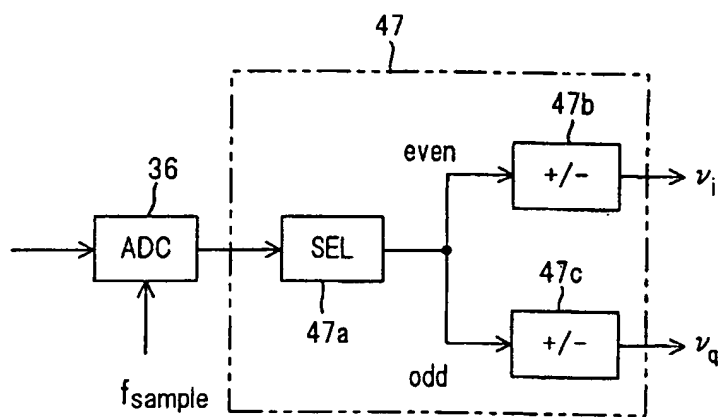 47
47b
even
+/-
νi
36
ADC
SEL
47a
47c
+/-
νq
odd
fsample